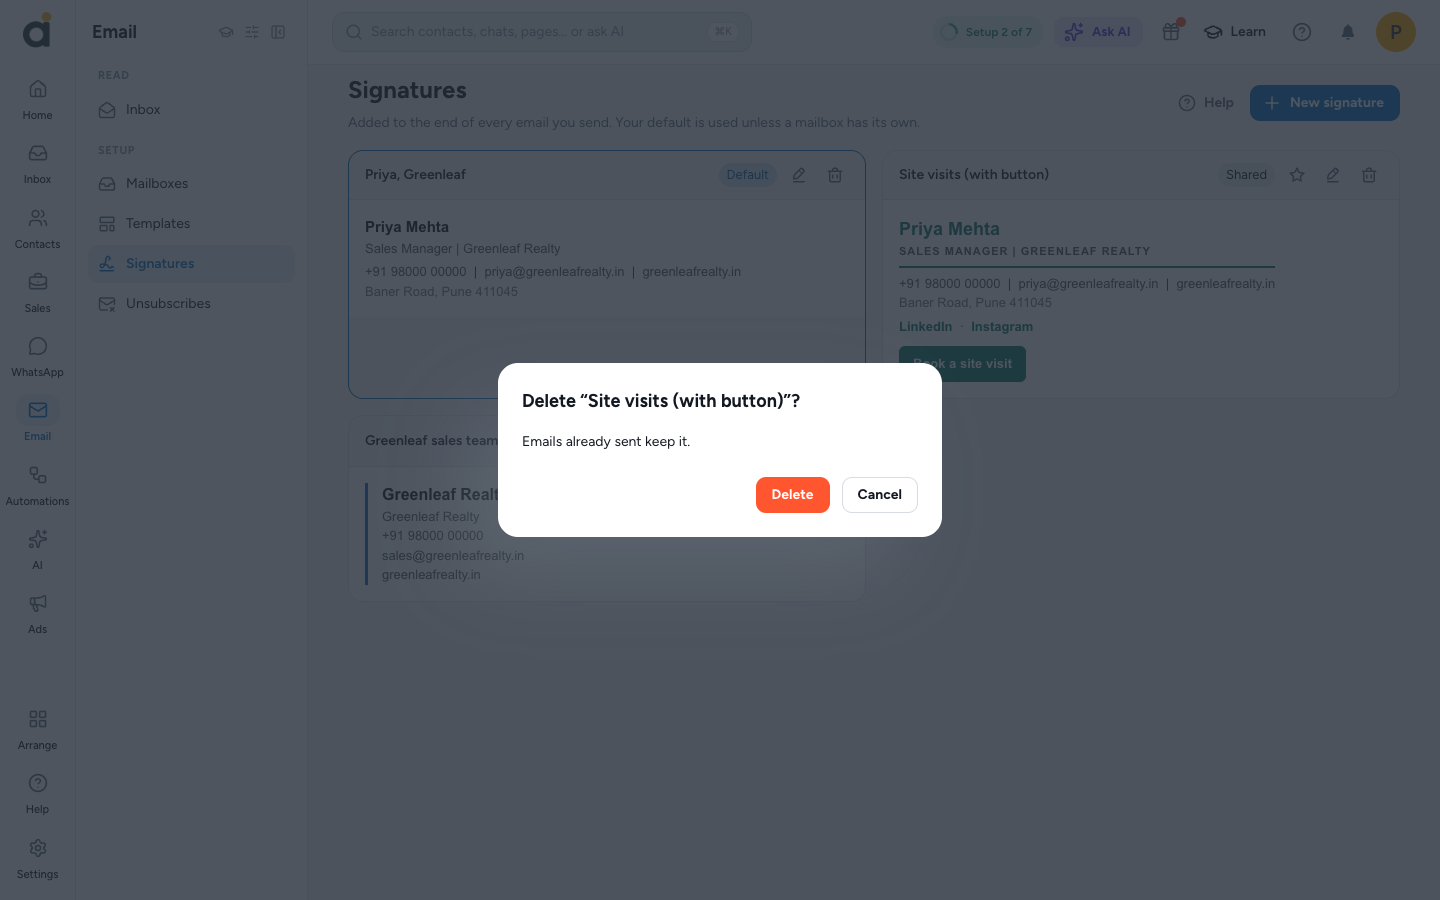 Email
Search contacts, chats, pages... or ask AI
⌘K
Setup 2 of 7
Ask AI
Learn
P
Home
Inbox
Contacts
Sales
WhatsApp
Email
Automations
AI
Ads
Arrange
Help
Settings
READ
Inbox
SETUP
Mailboxes
Templates
Signatures
Unsubscribes
Signatures
Added to the end of every email you send. Your default is used unless a mailbox has its own.
Help
New signature
Priya, Greenleaf
Default
Priya Mehta
Sales Manager | Greenleaf Realty
+91 98000 00000 | priya@greenleafrealty.in | greenleafrealty.in
Baner Road, Pune 411045
Site visits (with button)
Shared
Priya Mehta
SALES MANAGER | GREENLEAF REALTY
+91 98000 00000 | priya@greenleafrealty.in | greenleafrealty.in
Baner Road, Pune 411045
LinkedIn · Instagram
Book a site visit
Greenleaf sales team
Greenleaf Realt
Greenleaf Realty
+91 98000 00000
sales@greenleafrealty.in
greenleafrealty.in
Delete “Site visits (with button)”?
Emails already sent keep it.
Delete
Cancel